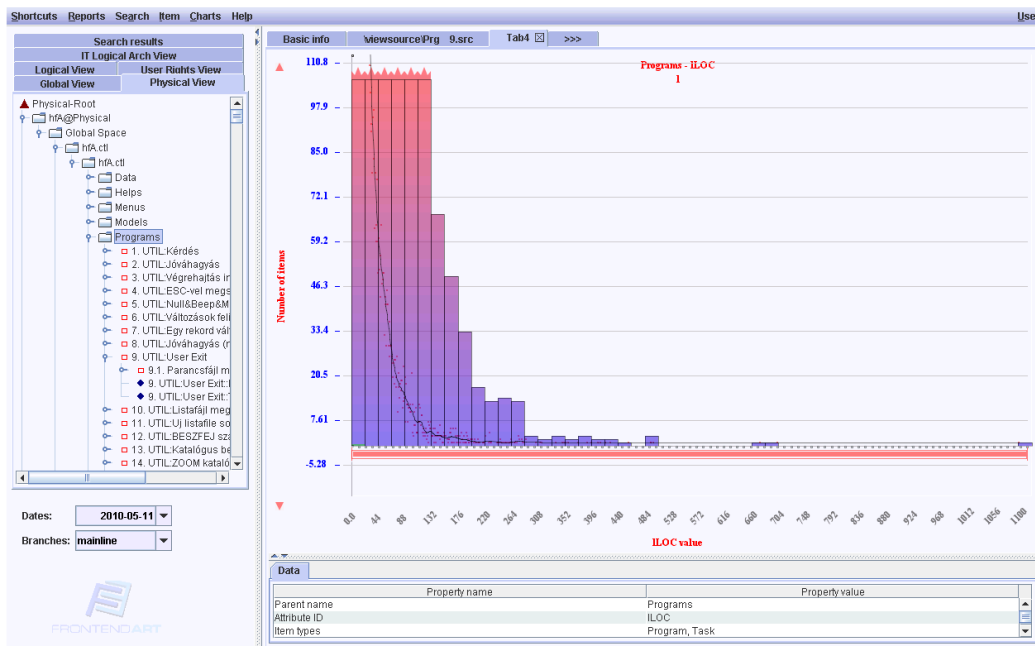 Shortcuts Reports Search Item Charts Help
Use
Search results
IT Logical Arch View
Logical View User Rights View
Global View Physical View
Physical-Root
hfA@Physical
Global Space
hfA.ctl
hfA.ctl
Data
Helps
Menus
Models
Programs
1. UTIL:Kérdés
2. UTIL:Jóváhagyás
3. UTIL:Végrehajtás in
4. UTIL:ESC-vel megs
5. UTIL:Null&Beep&M
6. UTIL:Változások feli
7. UTIL:Egy rekord vál
8. UTIL:Jóváhagyás (r
9. UTIL:User Exit
9.1. Parancsfájl m
9. UTIL:User Exit::
9. UTIL:User Exit::
10. UTIL:Listafájl meg
11. UTIL:Uj listafile so
12. UTIL:BESZFEJ sza
13. UTIL:Katalógus be
14. UTIL:ZOOM kataló
Dates: 2010-05-11
Branches: mainline
FRONTENDART
Basic info \viewsource\Prg 9.src Tab4 >>>
Programs - iLOC
1
110.8
97.9
85.0
72.1
59.2
46.3
33.4
20.5
7.61
-5.28
Number of items
0.0 44 88 132 176 220 264 308 352 396 440 484 528 572 616 660 704 748 792 836 880 924 968 1012 1056 1100
ILOC value
Data
Property name Property value
Parent name Programs
Attribute ID ILOC
Item types Program, Task